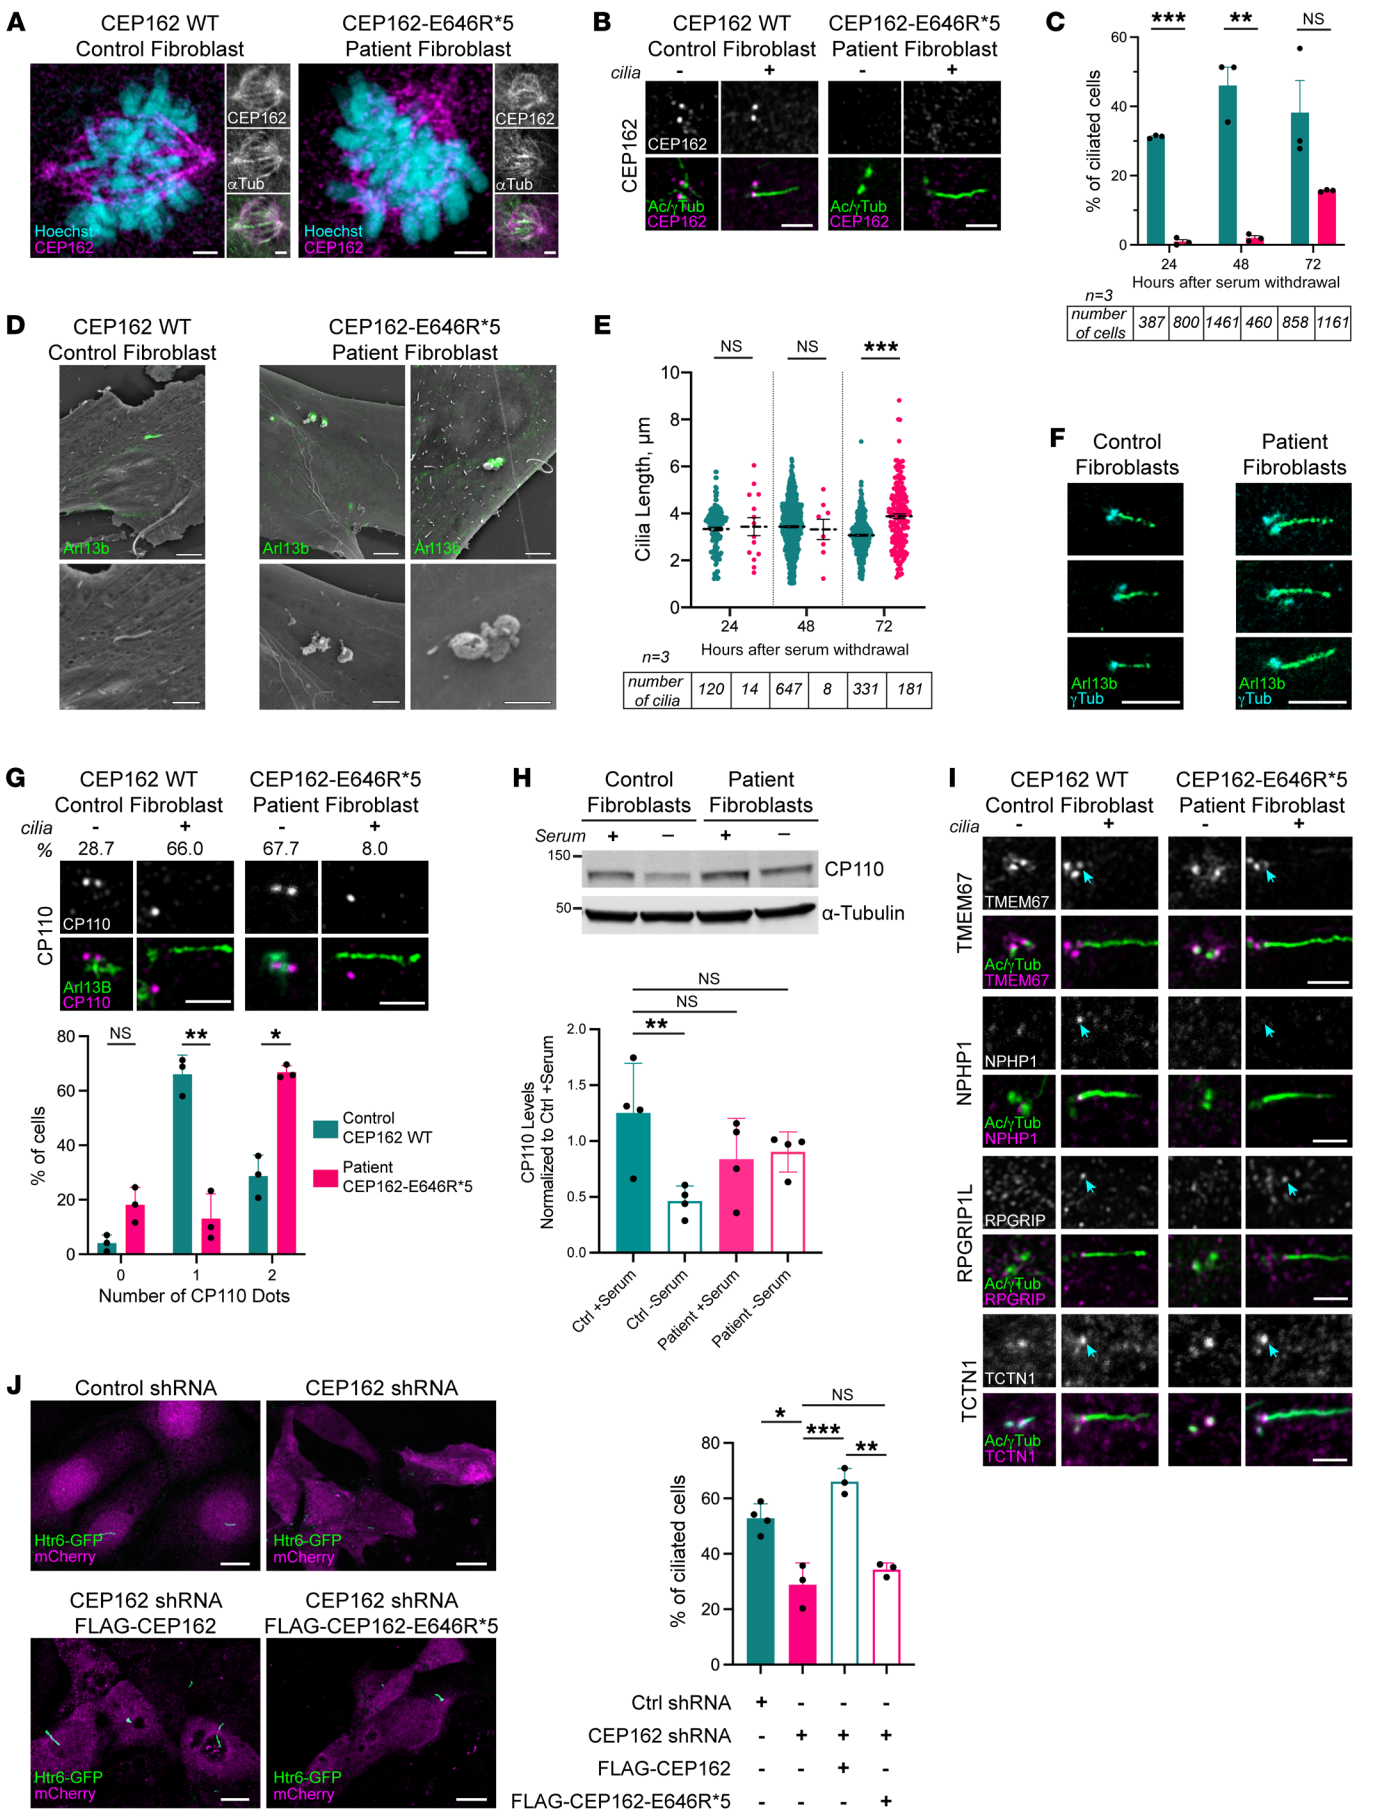 A
CEP162 WT
Control Fibroblast
CEP162-E646R*5
Patient Fibroblast
CEP162
αTub
Hoechst
CEP162
CEP162
αTub
Hoechst
CEP162
B
CEP162 WT
Control Fibroblast
CEP162-E646R*5
Patient Fibroblast
cilia
- + - +
CEP162
CEP162
Ac/γTub
CEP162
Ac/γTub
CEP162
C
*** ** NS
60
40
20
0
% of ciliated cells
24 48 72
Hours after serum withdrawal
n=3
number of cells 387 800 1461 460 858 1161
D
CEP162 WT
Control Fibroblast
CEP162-E646R*5
Patient Fibroblast
Arl13b
Arl13b
Arl13b
E
NS NS ***
10
8
6
4
2
0
Cilia Length, μm
24 48 72
Hours after serum withdrawal
n=3
number of cilia 120 14 647 8 331 181
F
Control
Fibroblasts
Patient
Fibroblasts
Arl13b
γTub
Arl13b
γTub
G
CEP162 WT
Control Fibroblast
CEP162-E646R*5
Patient Fibroblast
cilia - + - +
% 28.7 66.0 67.7 8.0
CP110
CP110
Arl13B
CP110
NS ** *
80
60
40
20
0
% of cells
0 1 2
Number of CP110 Dots
Control
CEP162 WT
Patient
CEP162-E646R*5
H
Control
Fibroblasts
Patient
Fibroblasts
Serum + – + –
150
CP110
50
α-Tubulin
NS
NS
**
2.0
1.5
1.0
0.5
0.0
CP110 Levels
Normalized to Ctrl +Serum
Ctrl +Serum
Ctrl -Serum
Patient +Serum
Patient -Serum
I
CEP162 WT
Control Fibroblast
CEP162-E646R*5
Patient Fibroblast
cilia - + - +
TMEM67
TMEM67
Ac/γTub
TMEM67
NPHP1
NPHP1
Ac/γTub
NPHP1
RPGRIP1L
RPGRIP
Ac/γTub
RPGRIP
TCTN1
TCTN1
Ac/γTub
TCTN1
J
Control shRNA
CEP162 shRNA
Htr6-GFP
mCherry
Htr6-GFP
mCherry
CEP162 shRNA
FLAG-CEP162
CEP162 shRNA
FLAG-CEP162-E646R*5
Htr6-GFP
mCherry
Htr6-GFP
mCherry
NS
*
***
**
80
60
40
20
0
% of ciliated cells
Ctrl shRNA + - - -
CEP162 shRNA - + + +
FLAG-CEP162 - - + -
FLAG-CEP162-E646R*5 - - - +